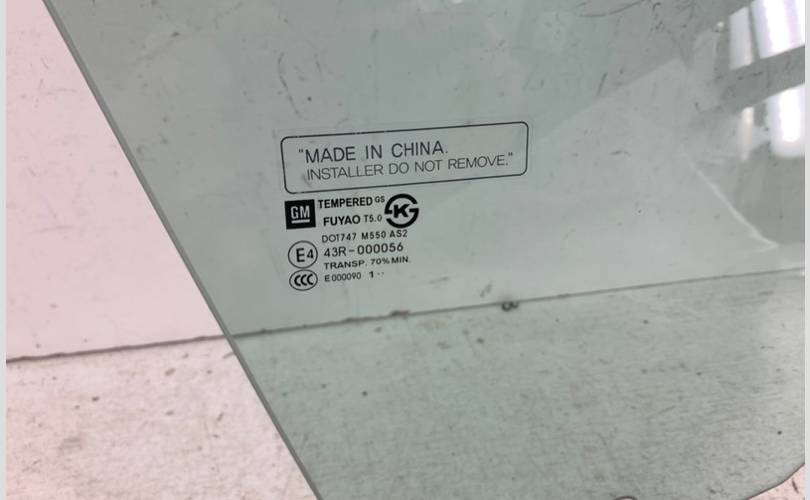 "MADE IN CHINA.
INSTALLER DO NOT REMOVE."
GM TEMPERED GS
FUYAO T5.0
DOT747 M550 AS2
E4 43R-000056
TRANSP. 70% MIN.
CCC E000090 1··